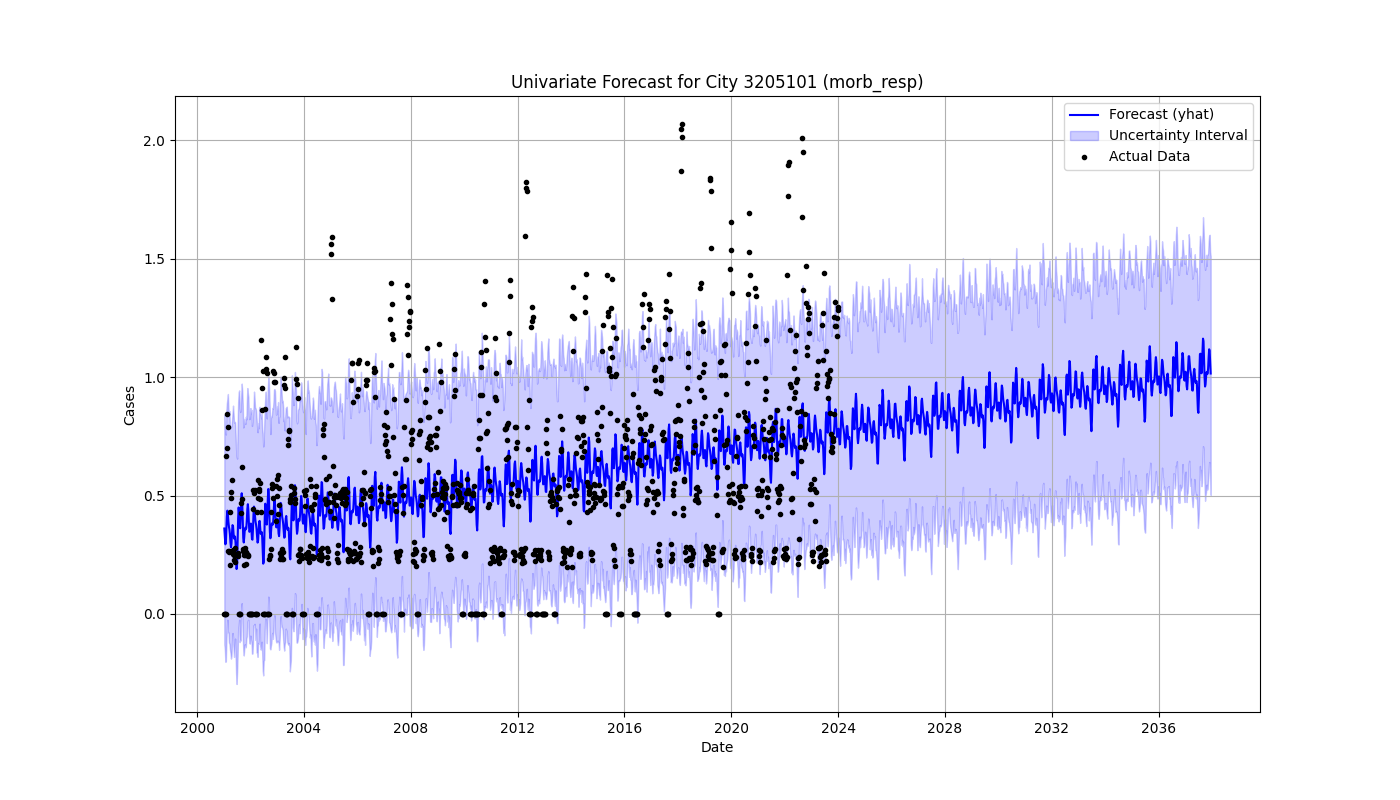 Univariate Forecast for City 3205101 (morb_resp)
Forecast (yhat)
Uncertainty Interval
Actual Data
Cases
2.0
1.5
1.0
0.5
0.0
2000 2004 2008 2012 2016 2020 2024 2028 2032 2036
Date